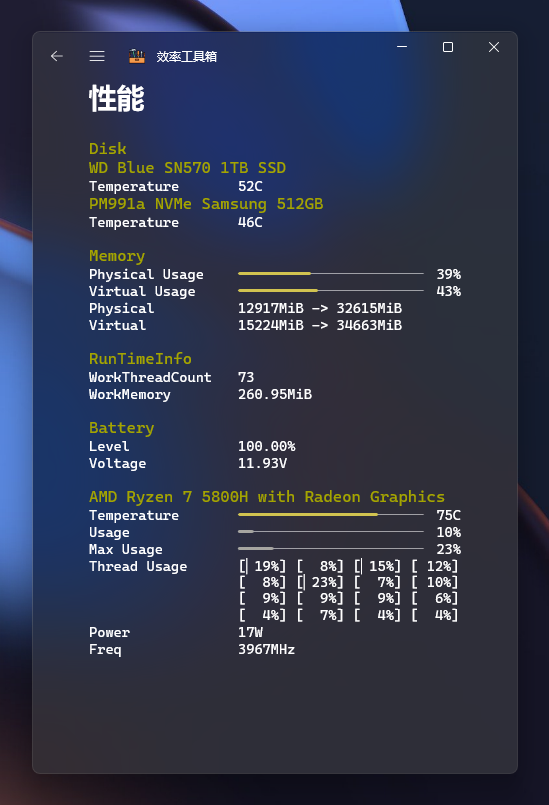 效率工具箱
性能
Disk
WD Blue SN570 1TB SSD
Temperature 52C
PM991a NVMe Samsung 512GB
Temperature 46C
Memory
Physical Usage 39%
Virtual Usage 43%
Physical 12917MiB -> 32615MiB
Virtual 15224MiB -> 34663MiB
RunTimeInfo
WorkThreadCount 73
WorkMemory 260.95MiB
Battery
Level 100.00%
Voltage 11.93V
AMD Ryzen 7 5800H with Radeon Graphics
Temperature 75C
Usage 10%
Max Usage 23%
Thread Usage [| 19%] [ 8%] [| 15%] [ 12%]
[ 8%] [| 23%] [ 7%] [ 10%]
[ 9%] [ 9%] [ 9%] [ 6%]
[ 4%] [ 7%] [ 4%] [ 4%]
Power 17W
Freq 3967MHz